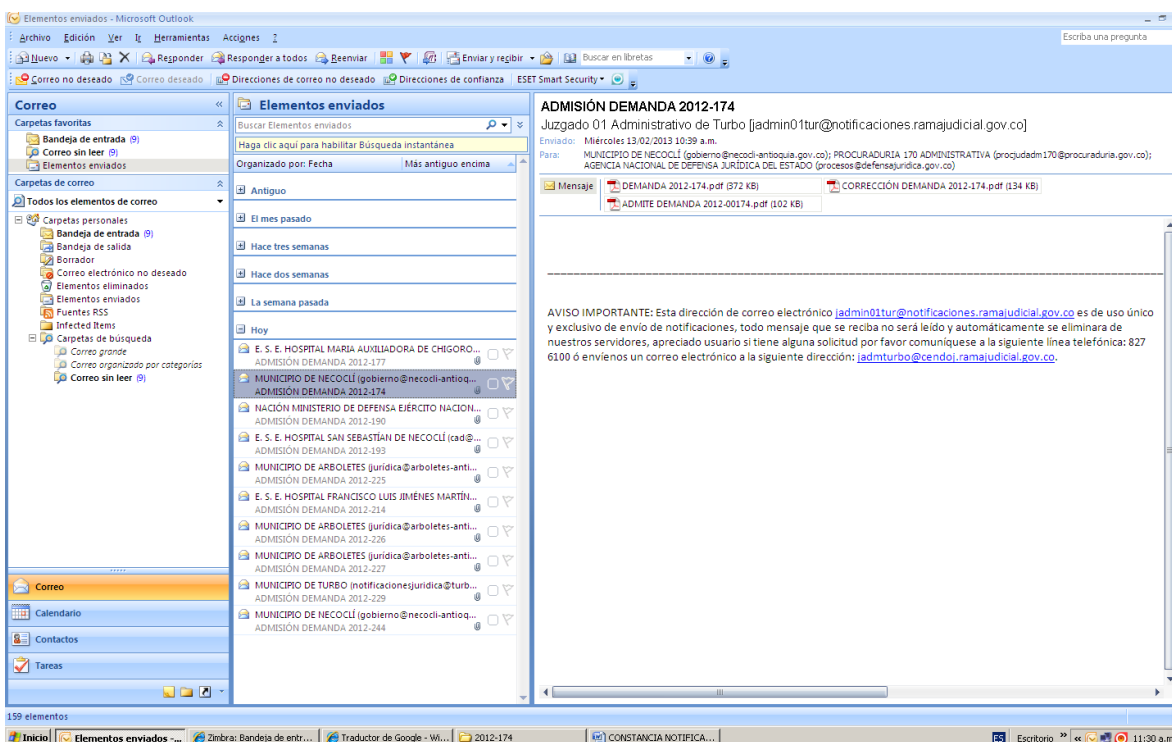 Elementos enviados - Microsoft Outlook
Archivo Edición Ver Ir Herramientas Acciones ?
Escriba una pregunta
Nuevo Responder Responder a todos Reenviar Enviar y recibir Buscar en libretas
Correo no deseado Correo deseado Direcciones de correo no deseado Direcciones de confianza ESET Smart Security
Correo
Carpetas favoritas
Bandeja de entrada (9)
Correo sin leer (9)
Elementos enviados
Carpetas de correo
Todos los elementos de correo
Carpetas personales
Bandeja de entrada (9)
Bandeja de salida
Borrador
Correo electrónico no deseado
Elementos eliminados
Elementos enviados
Fuentes RSS
Infected Items
Carpetas de búsqueda
Correo grande
Correo organizado por categorías
Correo sin leer (9)
Correo
Calendario
Contactos
Tareas
Elementos enviados
Buscar Elementos enviados
Haga clic aquí para habilitar Búsqueda instantánea
Organizado por: Fecha Más antiguo encima
Antiguo
El mes pasado
Hace tres semanas
Hace dos semanas
La semana pasada
Hoy
E. S. E. HOSPITAL MARIA AUXILIADORA DE CHIGORO...
ADMISIÓN DEMANDA 2012-177
MUNICIPIO DE NECOCLÍ (gobierno@necocli-antioq...
ADMISIÓN DEMANDA 2012-174
NACIÓN MINISTERIO DE DEFENSA EJÉRCITO NACION...
ADMISIÓN DEMANDA 2012-190
E. S. E. HOSPITAL SAN SEBASTÍAN DE NECOCLÍ (cad@...
ADMISIÓN DEMANDA 2012-193
MUNICIPIO DE ARBOLETES (jurídica@arboletes-anti...
ADMISIÓN DEMANDA 2012-225
E. S. E. HOSPITAL FRANCISCO LUIS JIMÉNES MARTÍN...
ADMISIÓN DEMANDA 2012-214
MUNICIPIO DE ARBOLETES (jurídica@arboletes-anti...
ADMISIÓN DEMANDA 2012-226
MUNICIPIO DE ARBOLETES (jurídica@arboletes-anti...
ADMISIÓN DEMANDA 2012-227
MUNICIPIO DE TURBO (notificacionesjuridica@turb...
ADMISIÓN DEMANDA 2012-229
MUNICIPIO DE NECOCLÍ (gobierno@necocli-antioq...
ADMISIÓN DEMANDA 2012-244
ADMISIÓN DEMANDA 2012-174
Juzgado 01 Administrativo de Turbo [jadmin01tur@notificaciones.ramajudicial.gov.co]
Enviado: Miércoles 13/02/2013 10:39 a.m.
Para: MUNICIPIO DE NECOCLÍ (gobierno@necocli-antioquia.gov.co); PROCURADURIA 170 ADMINISTRATIVA (procjudadm170@procuraduria.gov.co);
AGENCIA NACIONAL DE DEFENSA JURÍDICA DEL ESTADO (procesos@defensajuridica.gov.co)
Mensaje DEMANDA 2012-174.pdf (372 KB) CORRECCIÓN DEMANDA 2012-174.pdf (134 KB)
ADMITE DEMANDA 2012-00174.pdf (102 KB)
AVISO IMPORTANTE: Esta dirección de correo electrónico jadmin01tur@notificaciones.ramajudicial.gov.co es de uso único
y exclusivo de envío de notificaciones, todo mensaje que se reciba no será leído y automáticamente se eliminara de
nuestros servidores, apreciado usuario si tiene alguna solicitud por favor comuníquese a la siguiente línea telefónica: 827
6100 ó envíenos un correo electrónico a la siguiente dirección: jadmturbo@cendoj.ramajudicial.gov.co.
159 elementos
Inicio Elementos enviados -... Zimbra: Bandeja de entr... Traductor de Google - Wi... 2012-174 CONSTANCIA NOTIFICA... ES Escritorio 11:30 a.m.